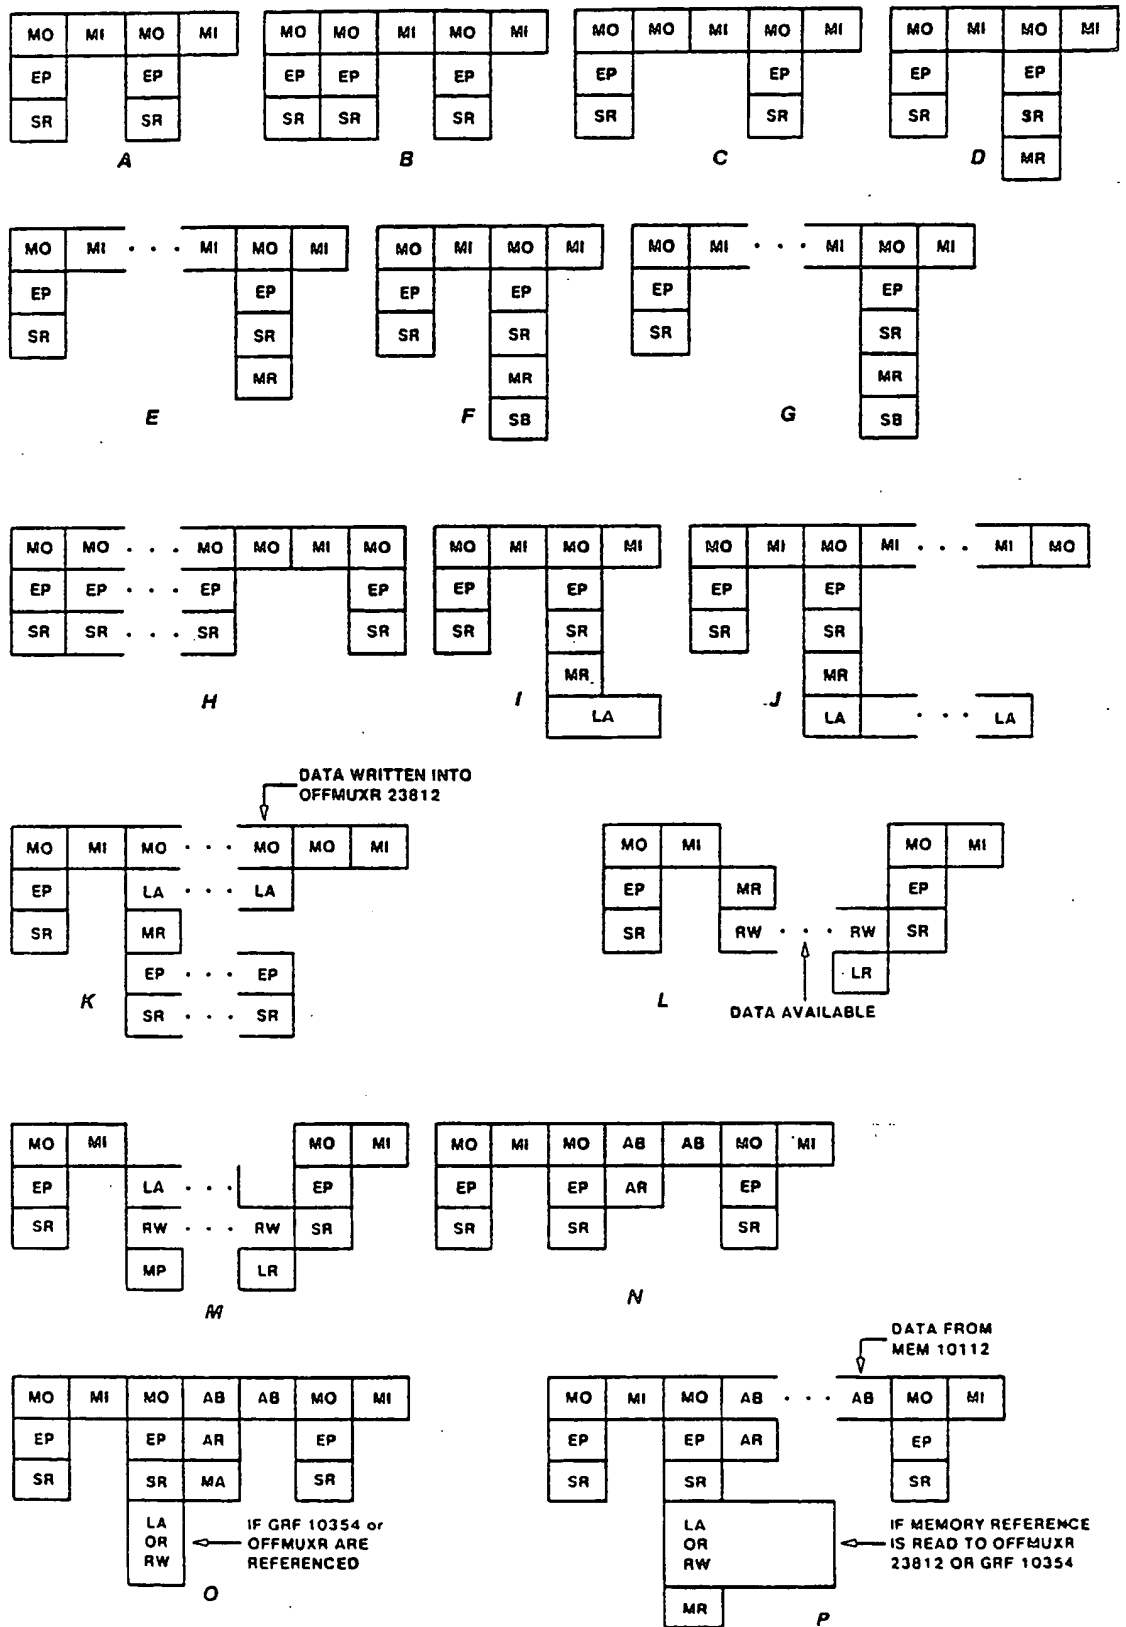 MO MI MO MI
EP EP
SR SR
A
MO MO MI MO MI
EP EP EP
SR SR SR
B
MO MO MI MO MI
EP EP
SR SR
C
MO MI MO MI
EP EP
SR SR
MR
D
MO MI . . . MI MO MI
EP EP
SR SR
MR
E
MO MI MO MI
EP EP
SR SR
MR
SB
F
MO MI . . . MI MO MI
EP EP
SR SR
MR
SB
G
MO MO . . . MO MO MI MO
EP EP . . . EP EP
SR SR . . . SR SR
H
MO MI MO MI
EP EP
SR SR
MR
LA
I
MO MI MO MI . . . MI MO
EP EP
SR SR
MR
LA . . . LA
J
DATA WRITTEN INTO
OFFMUXR 23812
MO MI MO . . . MO MO MI
EP LA . . . LA
SR MR
EP . . . EP
SR . . . SR
K
MO MI MO MI
EP MR EP
SR RW . . . RW SR
LR
DATA AVAILABLE
L
MO MI MO MI
EP LA . . . EP
SR RW . . . RW SR
MP LR
M
MO MI MO AB AB MO MI
EP EP AR EP
SR SR SR
N
MO MI MO AB AB MO MI
EP EP AR EP
SR SR MA SR
LA
OR
RW
IF GRF 10354 or
OFFMUXR ARE
REFERENCED
O
DATA FROM
MEM 10112
MO MI MO AB . . . AB MO MI
EP EP AR EP
SR SR SR
LA
OR
RW
IF MEMORY REFERENCE
IS READ TO OFFMUXR
23812 OR GRF 10354
MR
P